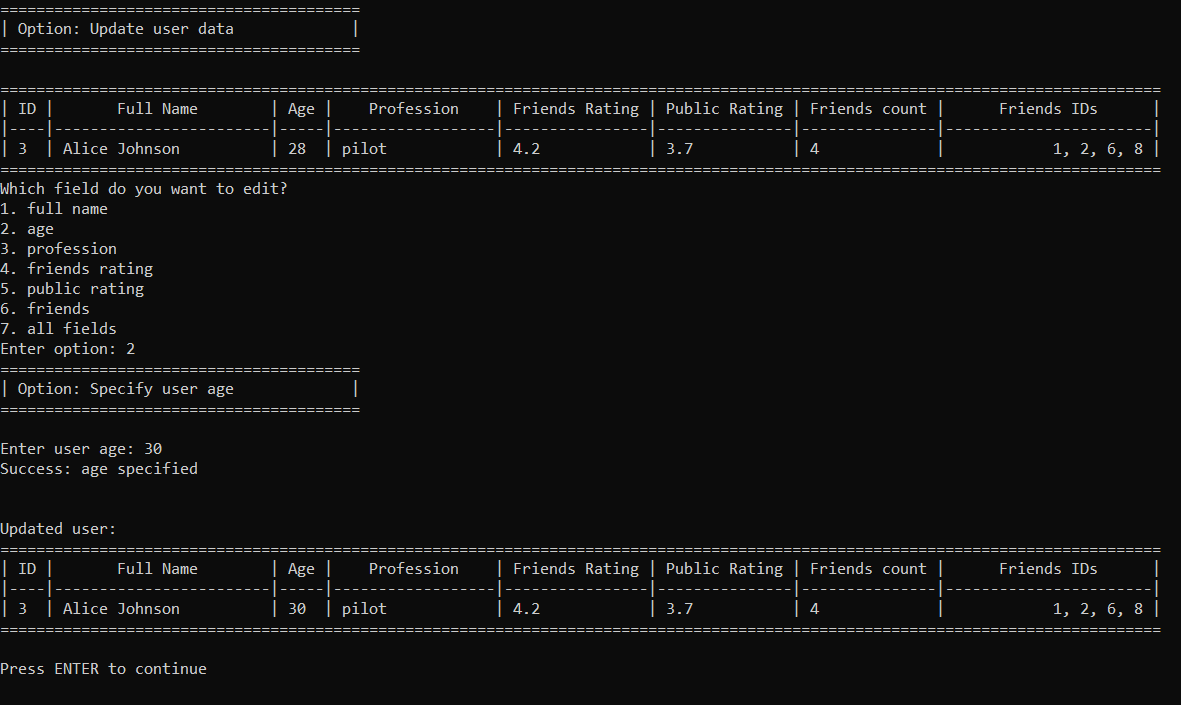 ========================================
| Option: Update user data             |
========================================
=================================================================================================================================
| ID |       Full Name        | Age |    Profession    | Friends Rating | Public Rating | Friends count |      Friends IDs      |
|----|------------------------|-----|------------------|----------------|---------------|---------------|-----------------------|
| 3  | Alice Johnson          | 28  | pilot            | 4.2            | 3.7           | 4             |            1, 2, 6, 8 |
=================================================================================================================================
Which field do you want to edit?
1. full name
2. age
3. profession
4. friends rating
5. public rating
6. friends
7. all fields
Enter option: 2
========================================
| Option: Specify user age             |
========================================
Enter user age: 30
Success: age specified
Updated user:
=================================================================================================================================
| ID |       Full Name        | Age |    Profession    | Friends Rating | Public Rating | Friends count |      Friends IDs      |
|----|------------------------|-----|------------------|----------------|---------------|---------------|-----------------------|
| 3  | Alice Johnson          | 30  | pilot            | 4.2            | 3.7           | 4             |            1, 2, 6, 8 |
=================================================================================================================================
Press ENTER to continue